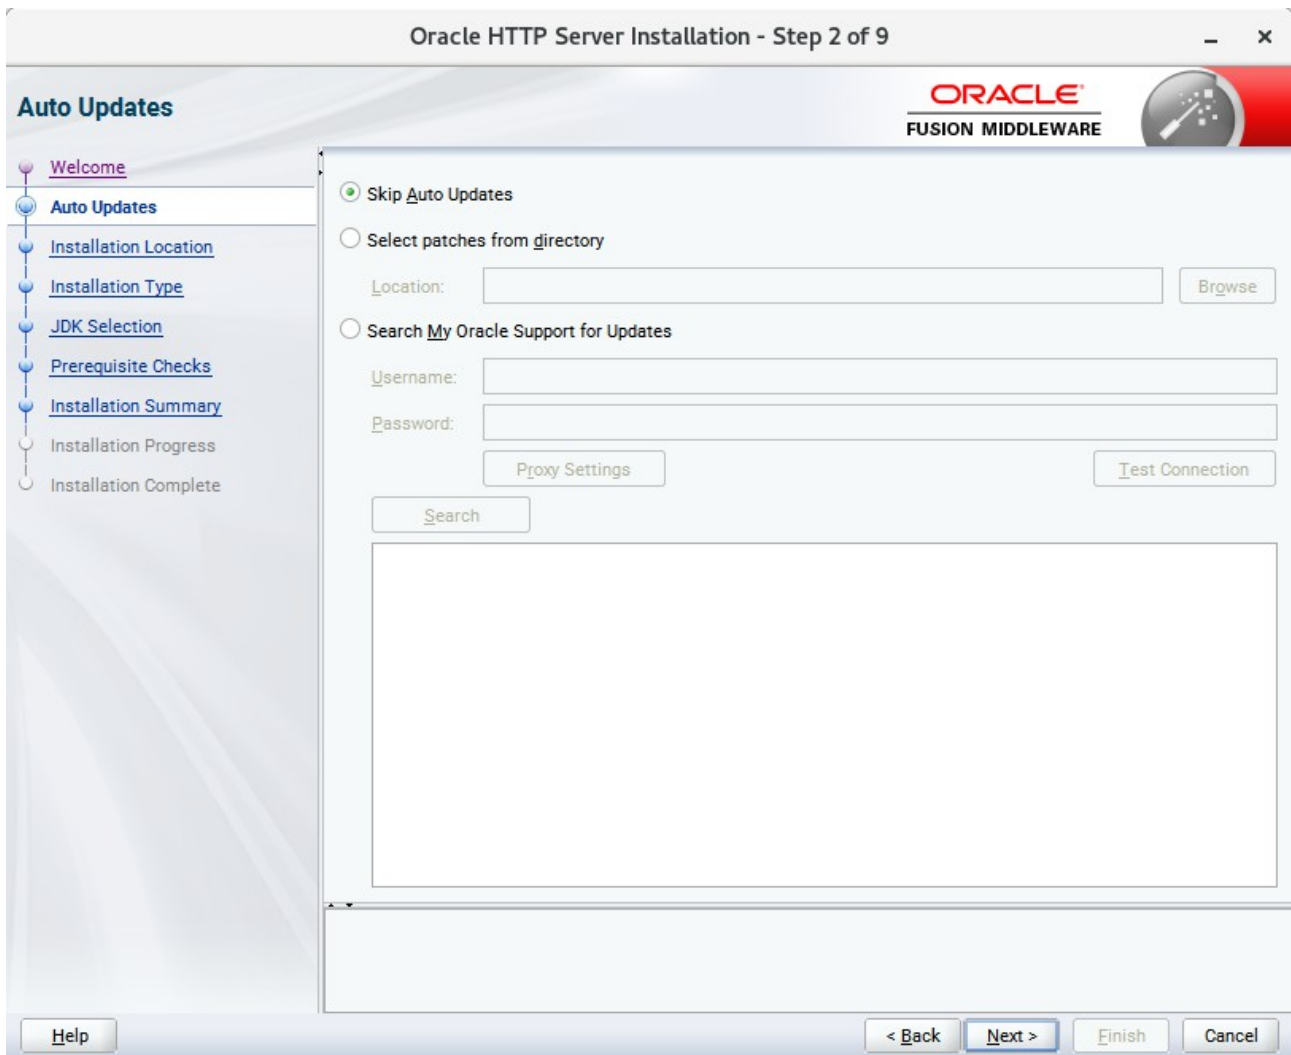 Oracle HTTP Server Installation - Step 2 of 9
Auto Updates
ORACLE
FUSION MIDDLEWARE
Welcome
Auto Updates
Installation Location
Installation Type
JDK Selection
Prerequisite Checks
Installation Summary
Installation Progress
Installation Complete
Skip Auto Updates
Select patches from directory
Location: Browse
Search My Oracle Support for Updates
Username:
Password:
Proxy Settings Test Connection
Search
Help < Back Next > Finish Cancel